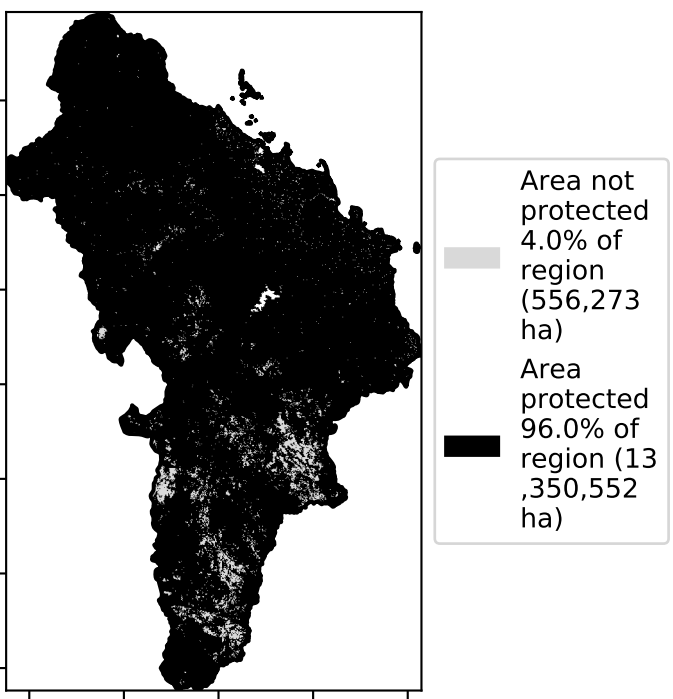 Area not
protected
4.0% of
region
(556,273
ha)
Area
protected
96.0% of
region (13
,350,552
ha)